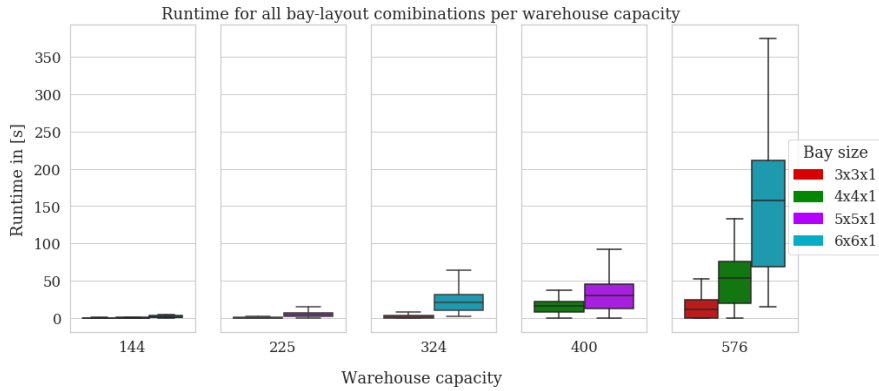 Runtime for all bay-layout comibinations per warehouse capacity
Runtime in [s]
350
300
250
200
150
100
50
0
144
225
324
400
576
Warehouse capacity
Bay size
3x3x1
4x4x1
5x5x1
6x6x1